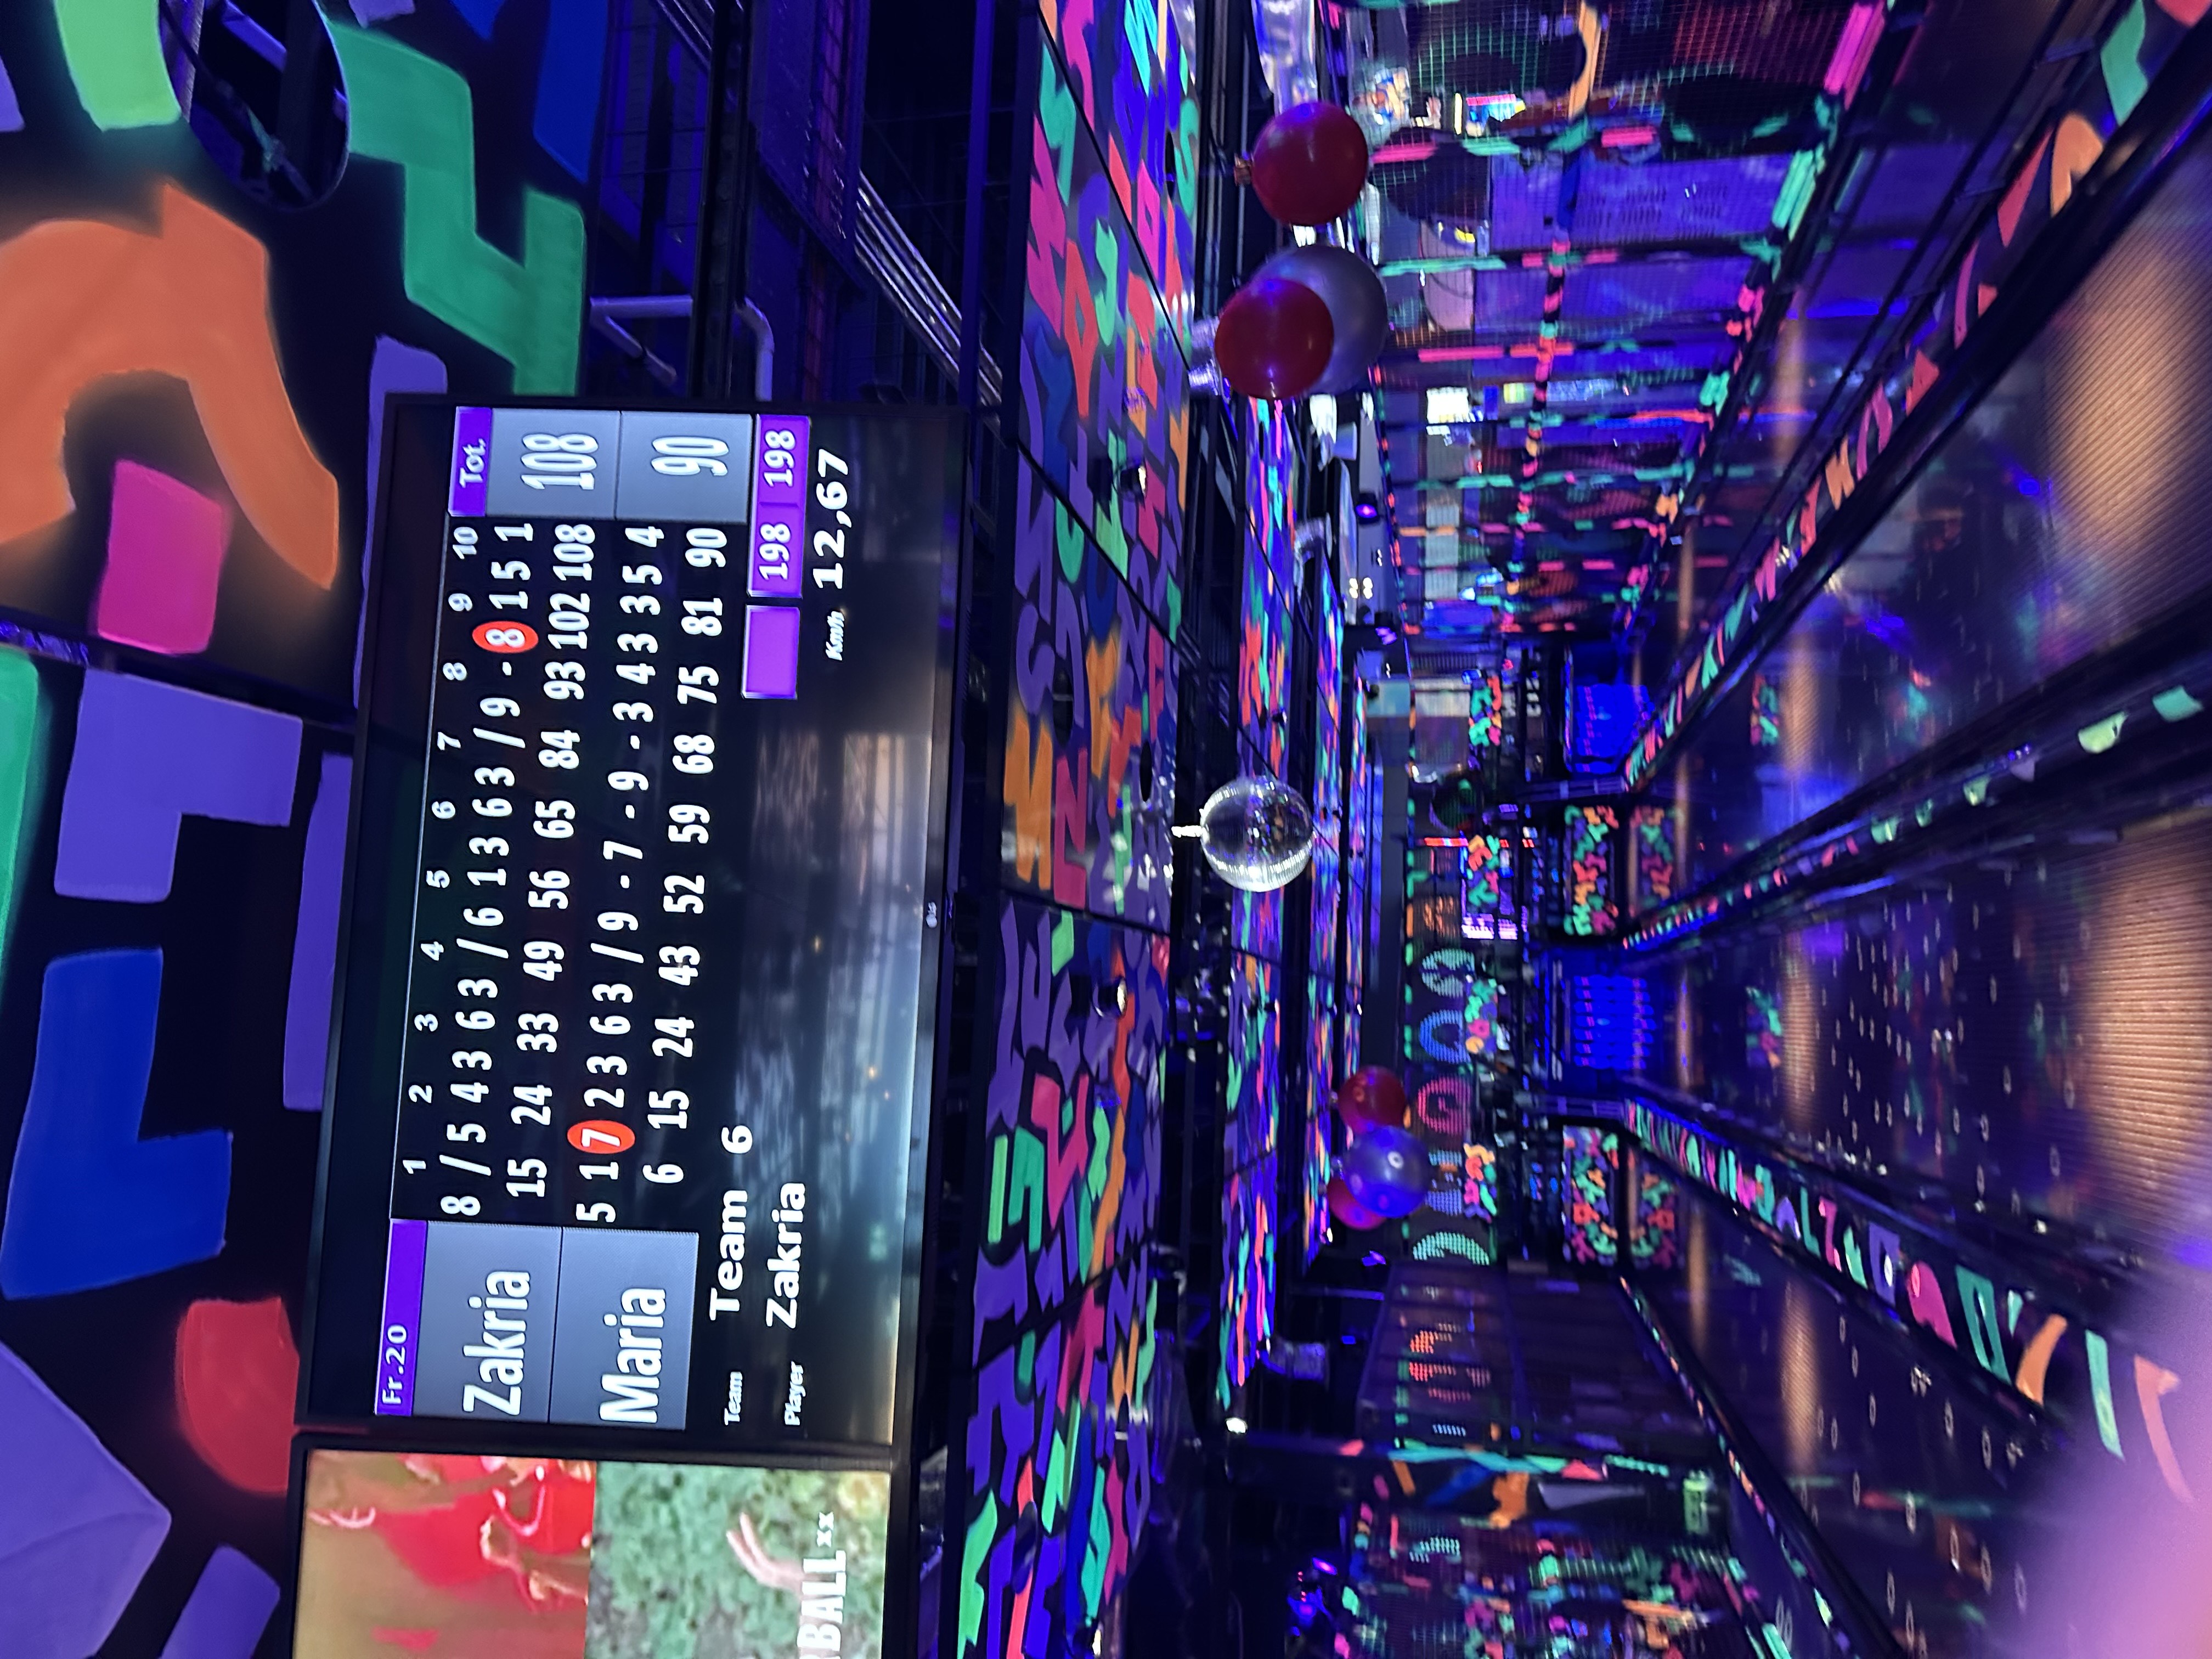 Fr.20
1 2 3 4 5 6 7 8 9 10 Tot.
Zakria 8 / 5 4 3 6 3 / 6 1 3 6 3 / 9 - 8 1 5 1
15 24 33 49 56 65 84 93 102 108 108
Maria 5 1 7 2 3 6 3 / 9 - 7 - 9 - 3 4 3 3 5 4
6 15 24 43 52 59 68 75 81 90 90
Team Team 6
198 198
Player Zakria
Km/h 12,67
RBALL xx
LG